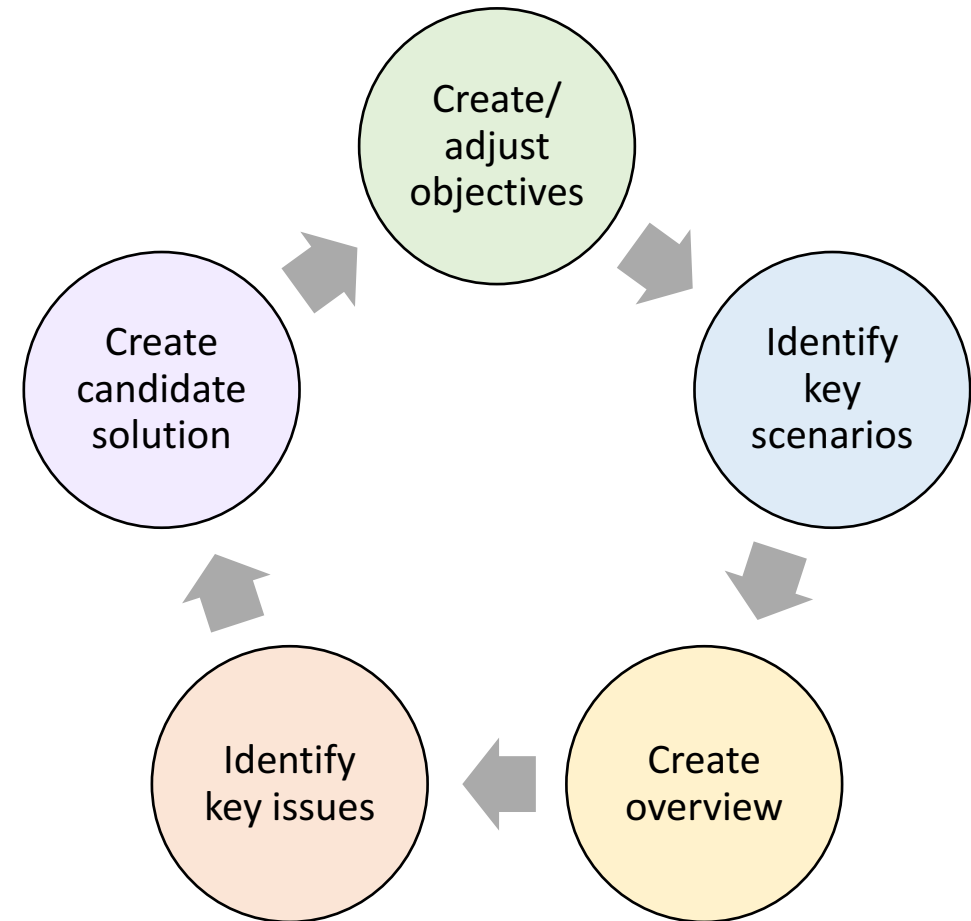 Create/
adjust
objectives
Identify
key
scenarios
Create
overview
Identify
key issues
Create
candidate
solution